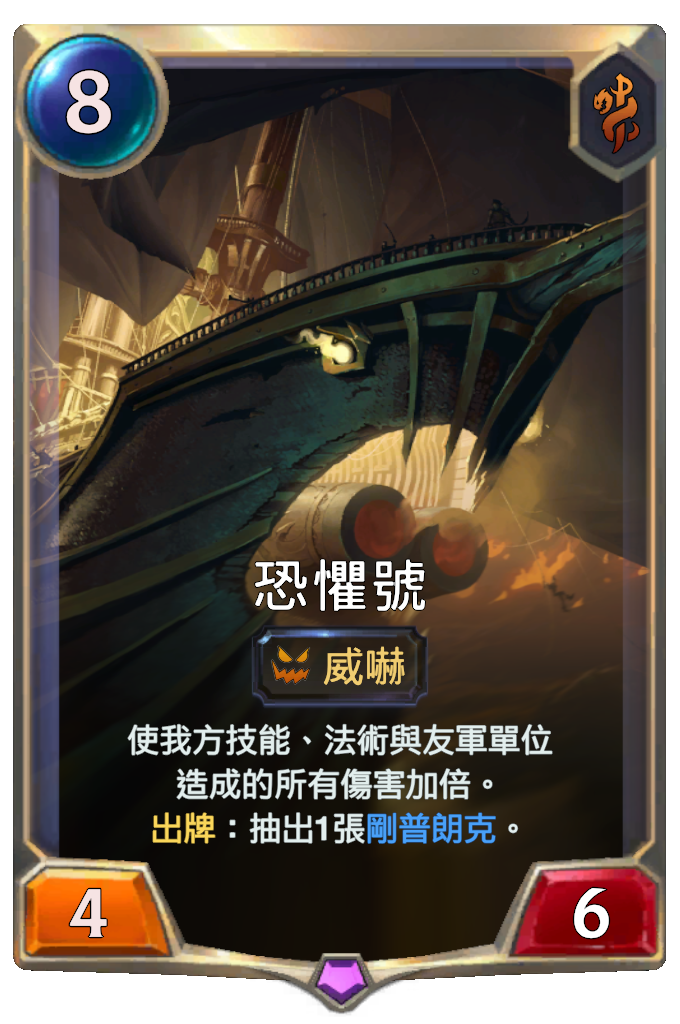 8
恐懼號
威嚇
使我方技能、法術與友軍單位
造成的所有傷害加倍。
出牌：抽出1張剛普朗克。
4
6